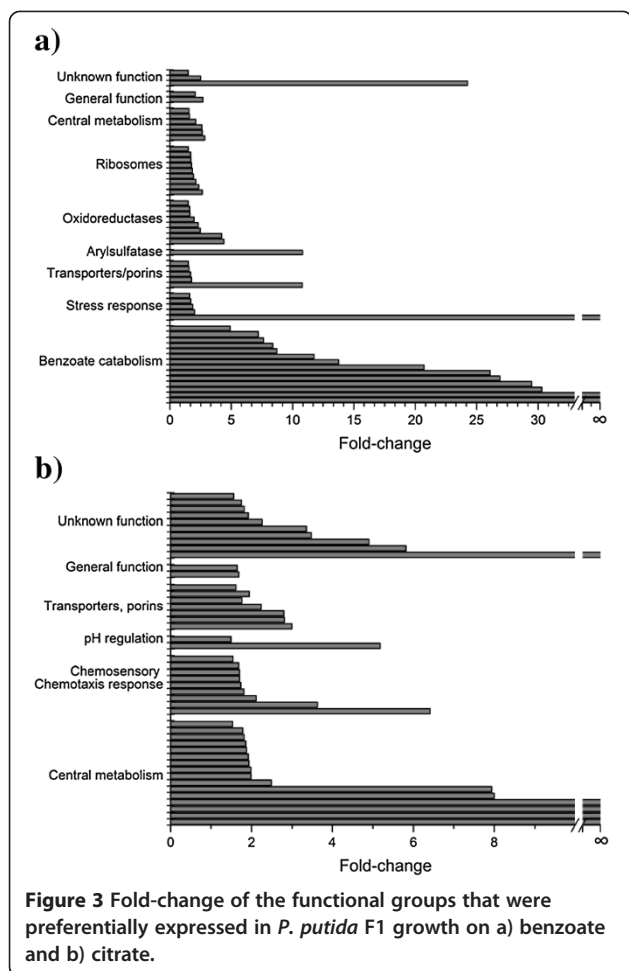 a)
Unknown function
General function
Central metabolism
Ribosomes
Oxidoreductases
Arylsulfatase
Transporters/porins
Stress response
Benzoate catabolism
0 5 10 15 20 25 30 ∞
Fold-change
b)
Unknown function
General function
Transporters, porins
pH regulation
Chemosensory
Chemotaxis response
Central metabolism
0 2 4 6 8 ∞
Fold-change
Figure 3 Fold-change of the functional groups that were
preferentially expressed in P. putida F1 growth on a) benzoate
and b) citrate.